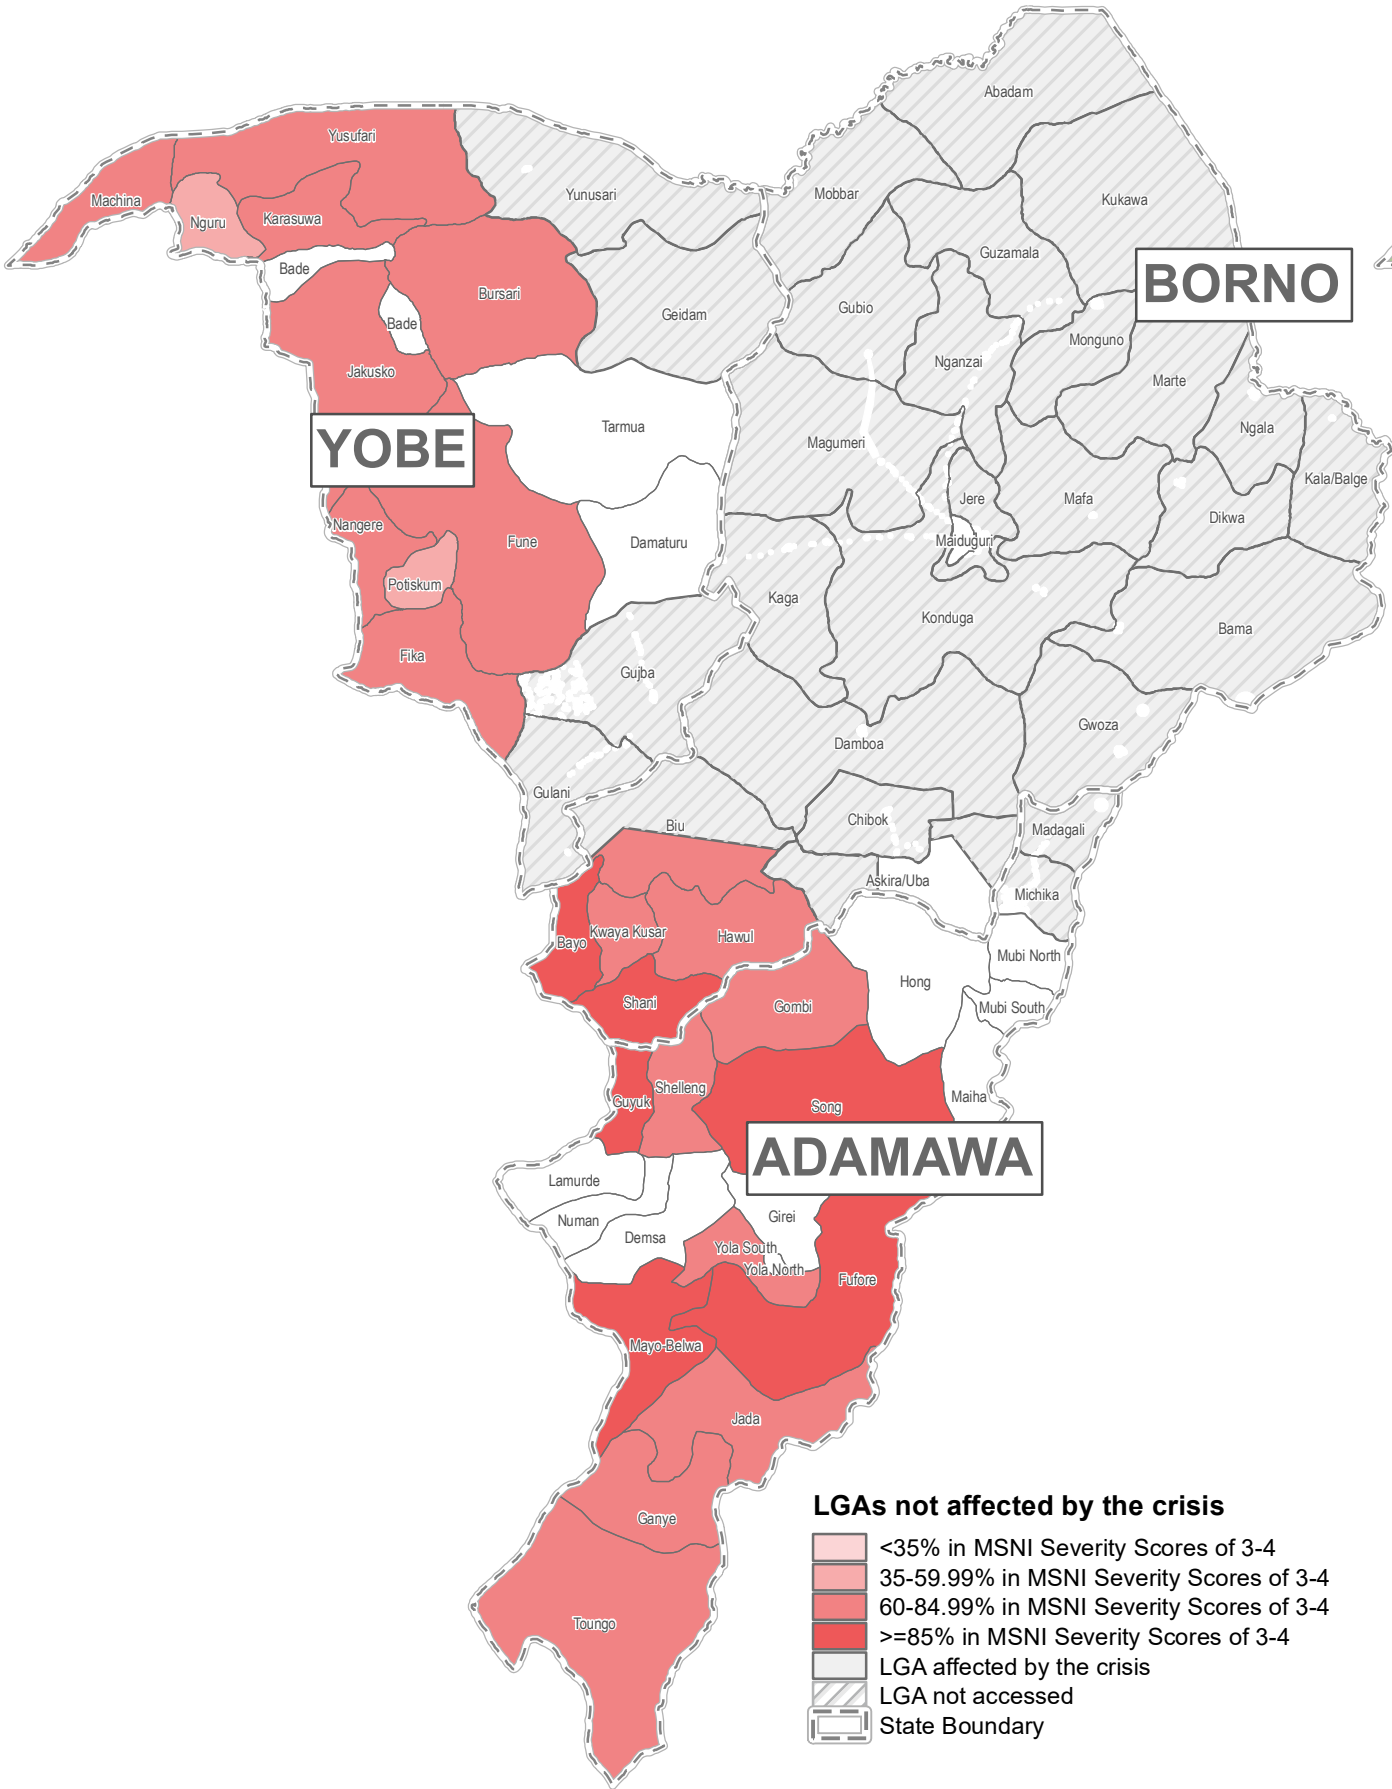 Abadam
Yusufari
Machina
Nguru
Karasuwa
Yunusari
Mobbar
Kukawa
Bade
Bursari
Geidam
Guzamala
BORNO
Gubio
Bade
Nganzai
Monguno
Jakusko
Marte
YOBE
Tarmua
Magumeri
Ngala
Kala/Balge
Jere
Mafa
Dikwa
Nangere
Fune
Damaturu
Maiduguri
Potiskum
Kaga
Konduga
Bama
Fika
Gujba
Damboa
Gwoza
Gulani
Biu
Chibok
Madagali
Askira/Uba
Michika
Bayo
Kwaya Kusar
Hawul
Mubi North
Shani
Gombi
Hong
Mubi South
Guyuk
Shelleng
Song
Maiha
ADAMAWA
Lamurde
Numan
Demsa
Girei
Yola South
Yola North
Fufore
Mayo-Belwa
Jada
Ganye
Toungo
LGAs not affected by the crisis
<35% in MSNI Severity Scores of 3-4
35-59.99% in MSNI Severity Scores of 3-4
60-84.99% in MSNI Severity Scores of 3-4
>=85% in MSNI Severity Scores of 3-4
LGA affected by the crisis
LGA not accessed
State Boundary